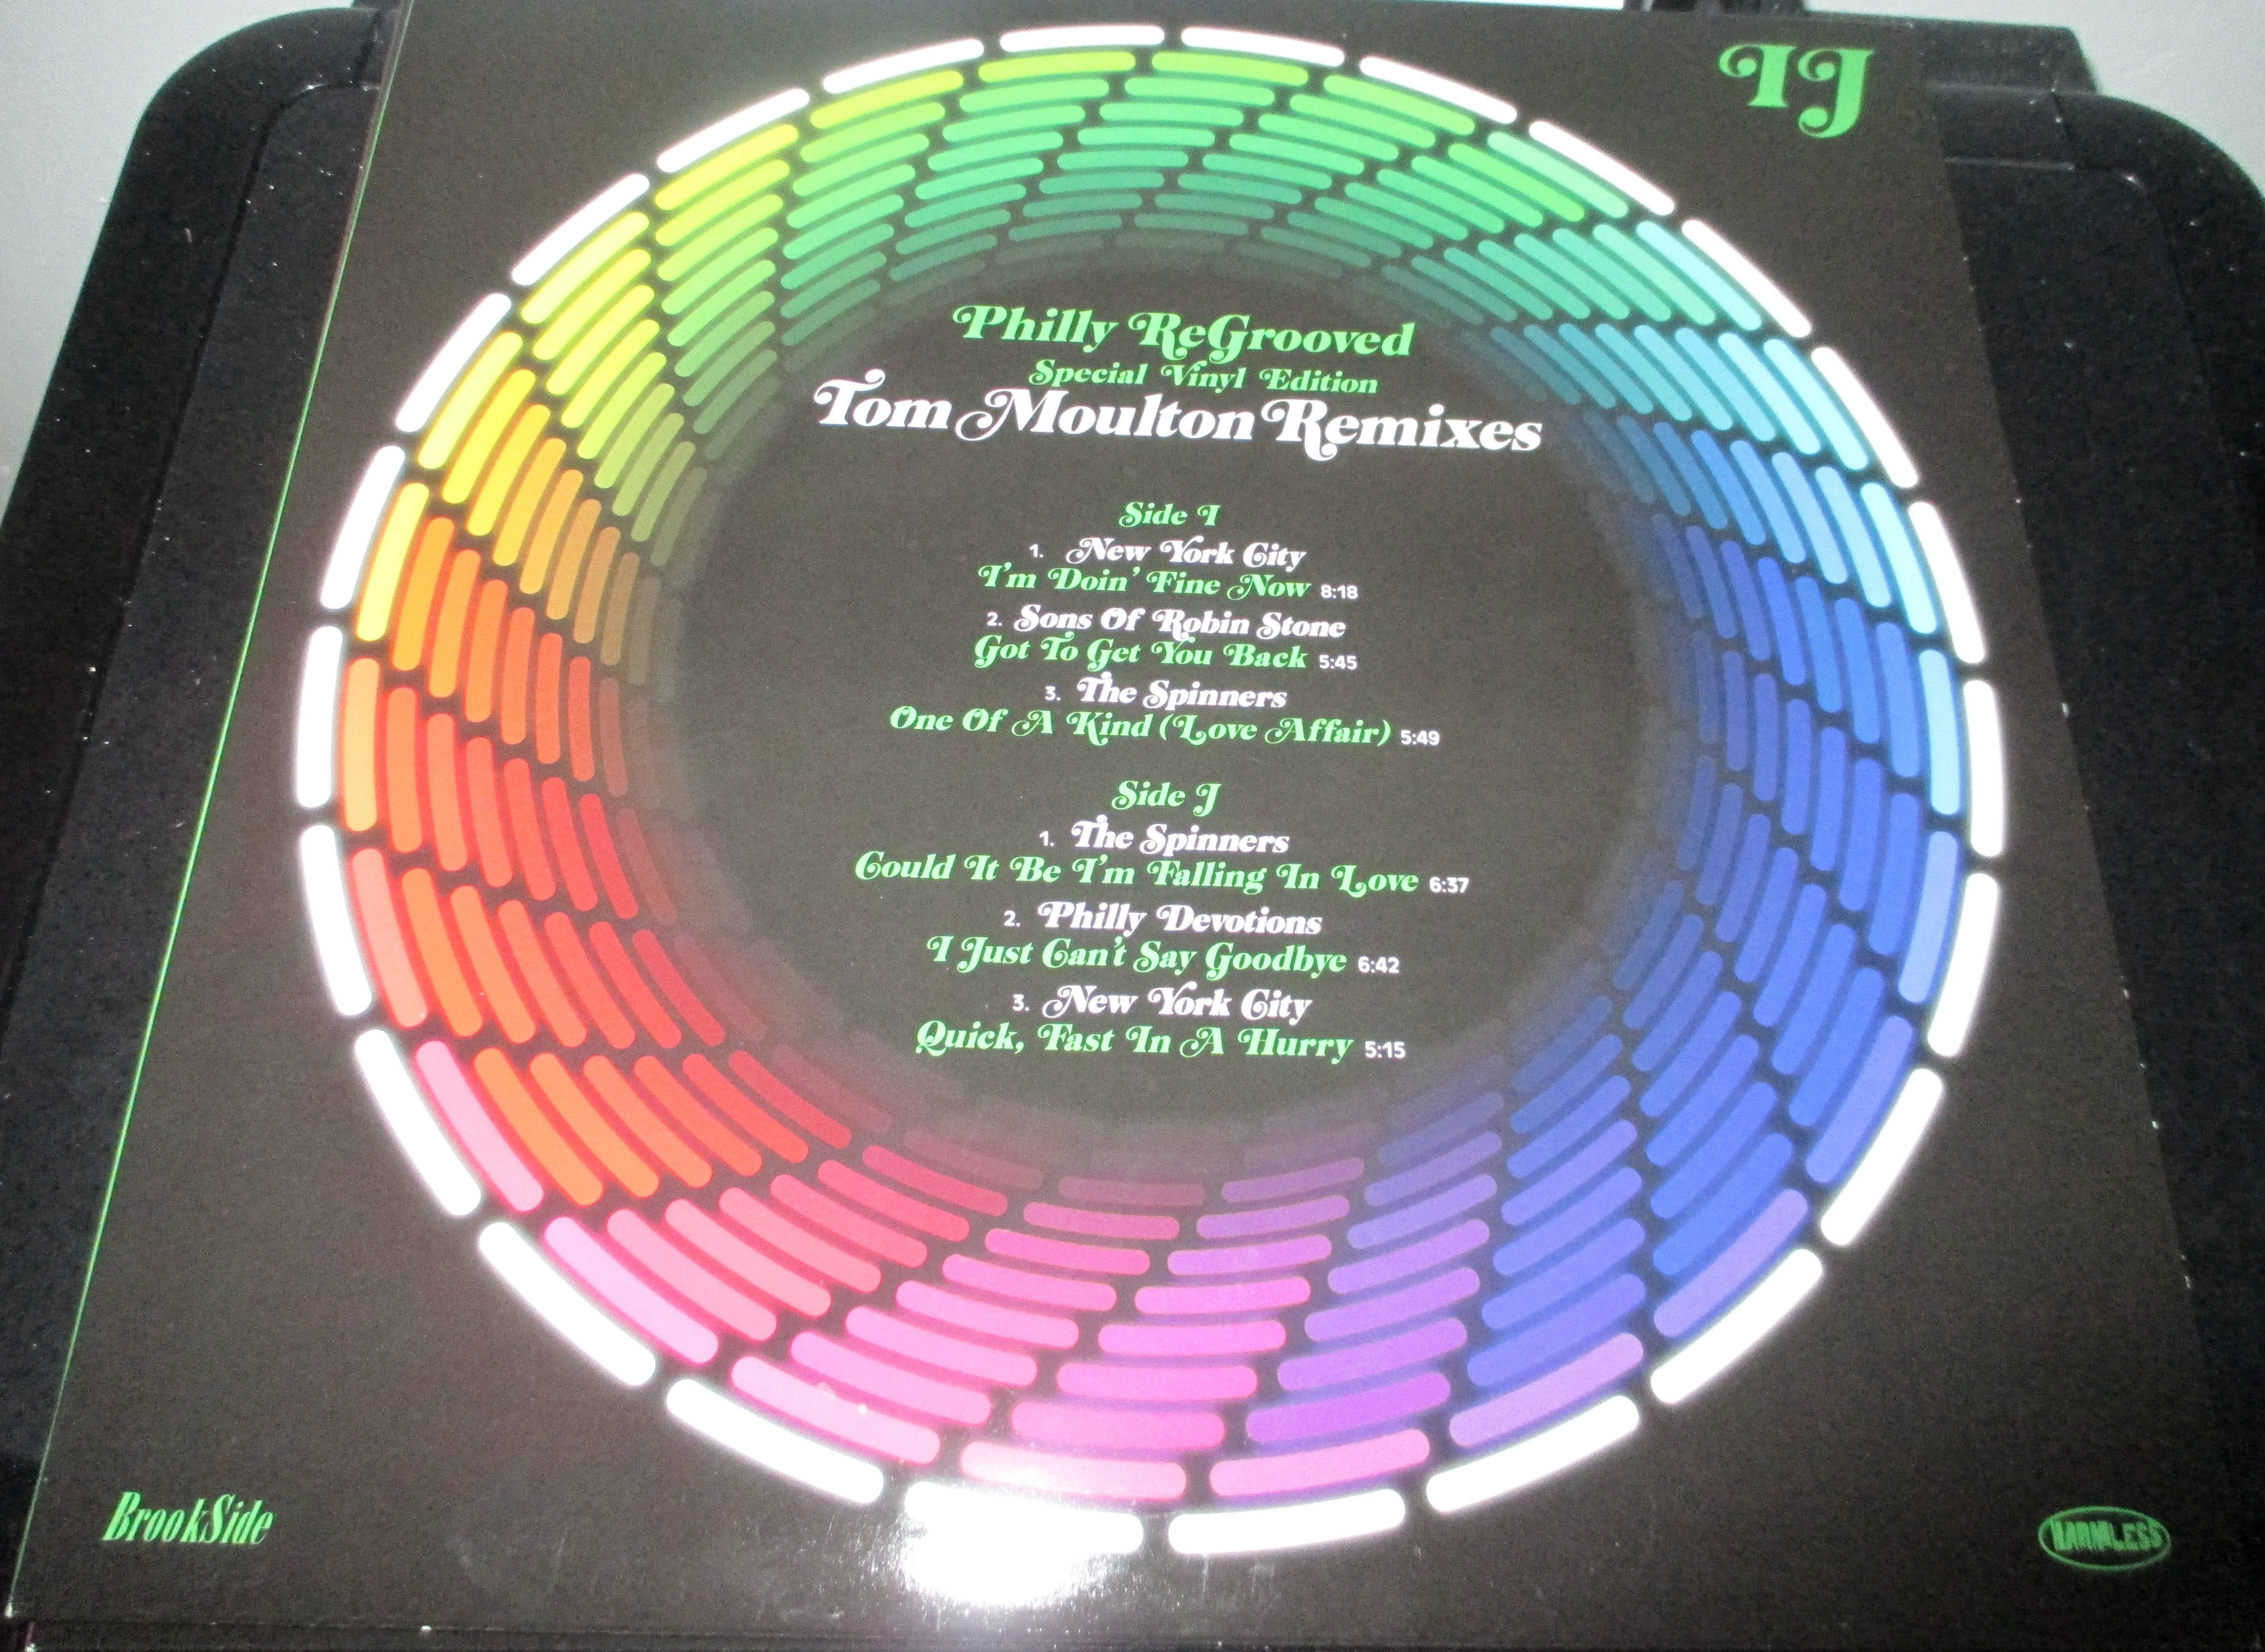 IJ
Philly ReGrooved
Special Vinyl Edition
Tom Moulton Remixes
Side I
1. New York City
I'm Doin' Fine Now 8:18
2. Sons Of Robin Stone
Got To Get You Back 5:45
3. The Spinners
One Of A Kind (Love Affair) 5:49
Side J
1. The Spinners
Could It Be I'm Falling In Love 6:37
2. Philly Devotions
I Just Can't Say Goodbye 6:42
3. New York City
Quick, Fast In A Hurry 5:15
BrookSide
HARMLESS